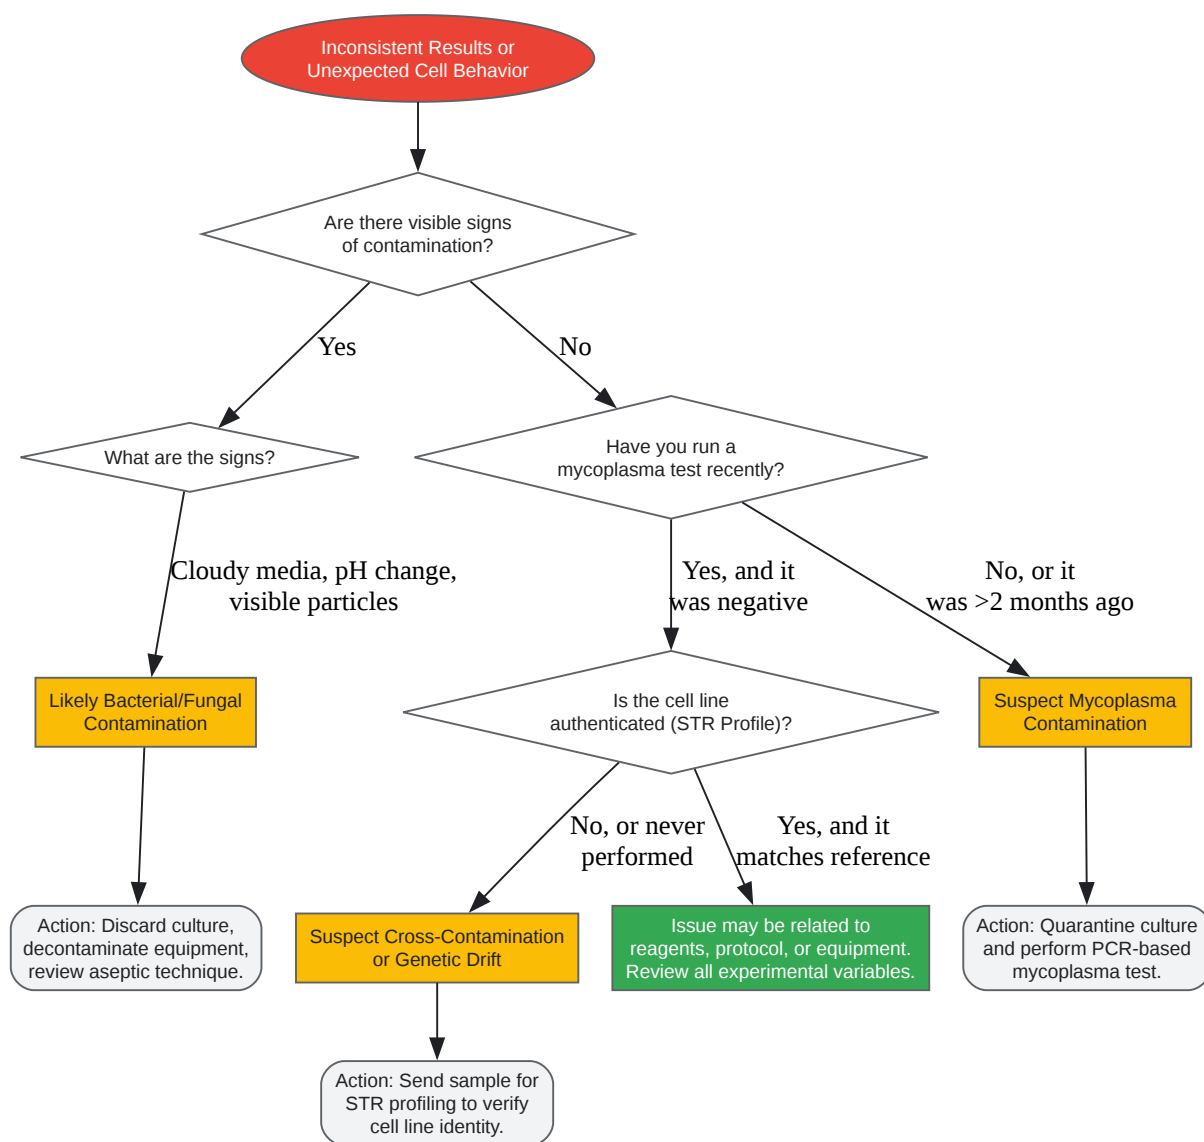 Inconsistent Results or
Unexpected Cell Behavior
Are there visible signs
of contamination?
Yes
No
What are the signs?
Have you run a
mycoplasma test recently?
Cloudy media, pH change,
visible particles
Yes, and it
was negative
No, or it
was >2 months ago
Likely Bacterial/Fungal
Contamination
Is the cell line
authenticated (STR Profile)?
Suspect Mycoplasma
Contamination
No, or never
performed
Yes, and it
matches reference
Action: Discard culture,
decontaminate equipment,
review aseptic technique.
Suspect Cross-Contamination
or Genetic Drift
Issue may be related to
reagents, protocol, or equipment.
Review all experimental variables.
Action: Quarantine culture
and perform PCR-based
mycoplasma test.
Action: Send sample for
STR profiling to verify
cell line identity.